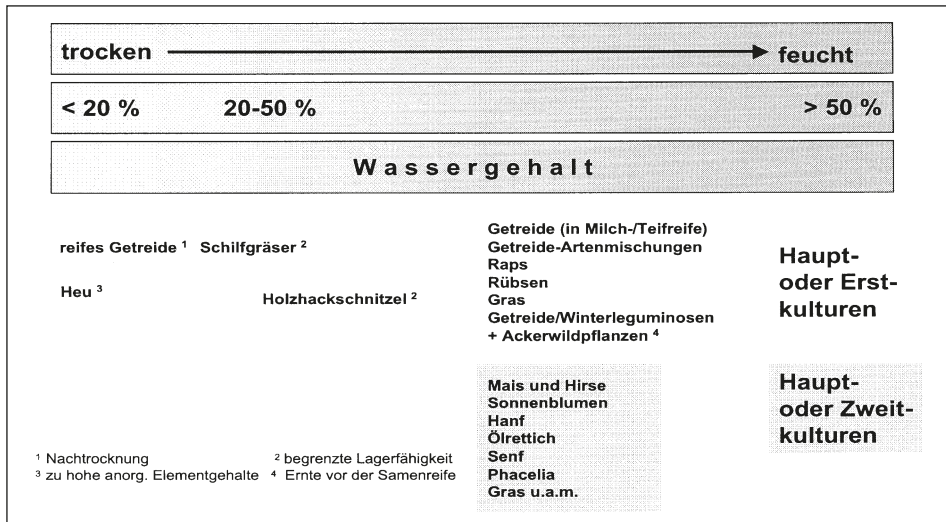 trocken feucht
< 20 % 20-50 % > 50 %
Wassergehalt
reifes Getreide ¹ Schilfgräser ²
Heu ³
Holzhackschnitzel ²
Getreide (in Milch-/Teifreife)
Getreide-Artenmischungen
Raps
Rübsen
Gras
Getreide/Winterleguminosen
+ Ackerwildpflanzen ⁴
Haupt-
oder Erst-
kulturen
Mais und Hirse
Sonnenblumen
Hanf
Ölrettich
Senf
Phacelia
Gras u.a.m.
Haupt-
oder Zweit-
kulturen
¹ Nachtrocknung ² begrenzte Lagerfähigkeit
³ zu hohe anorg. Elementgehalte ⁴ Ernte vor der Samenreife